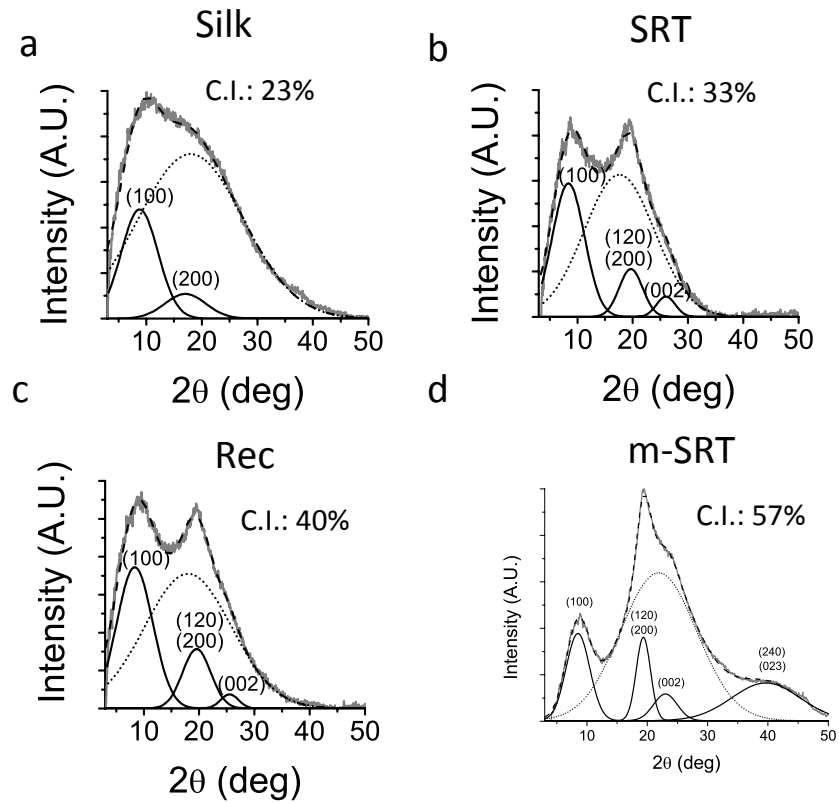 a
Silk
C.I.: 23%
Intensity (A.U.)
(100)
(200)
10 20 30 40 50
2θ (deg)
b
SRT
C.I.: 33%
Intensity (A.U.)
(100)
(120)
(200)
(002)
10 20 30 40 50
2θ (deg)
c
Rec
C.I.: 40%
Intensity (A.U.)
(100)
(120)
(200)
(002)
10 20 30 40 50
2θ (deg)
d
m-SRT
C.I.: 57%
Intensity (A.U.)
(100)
(120)
(200)
(002)
(240)
(023)
10 20 30 40 50
2θ (deg)